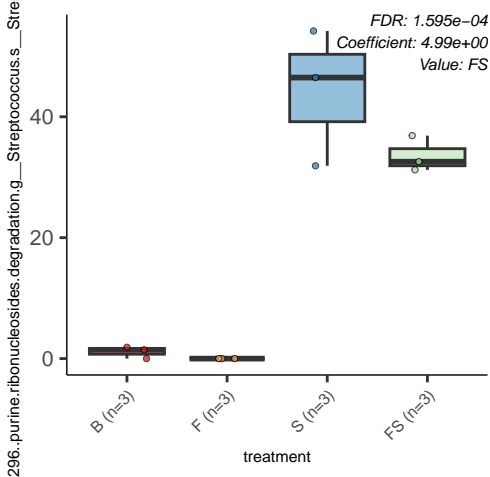 FDR: 1.595e−04
Coefficient: 4.99e+00
Value: FS
296..purine.ribonucleosides.degradation.g__Streptococcus.s__Stre
40
20
0
B (n=3)
F (n=3)
S (n=3)
FS (n=3)
treatment